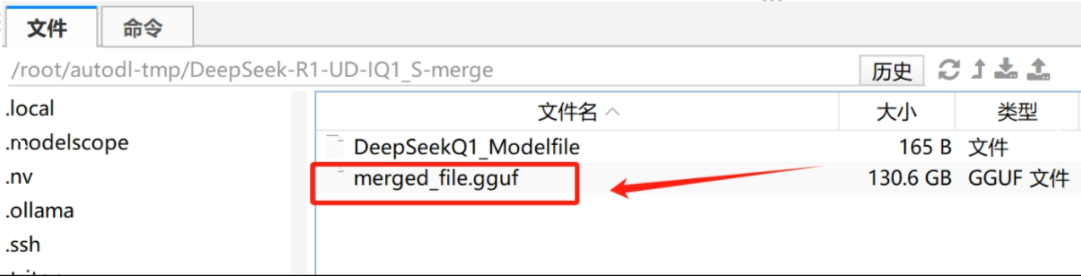 文件 命令
/root/autodl-tmp/DeepSeek-R1-UD-IQ1_S-merge 历史
.local
.modelscope
.nv
.ollama
.ssh
文件名 大小 类型
DeepSeekQ1_Modelfile 165 B 文件
merged_file.gguf 130.6 GB GGUF 文件